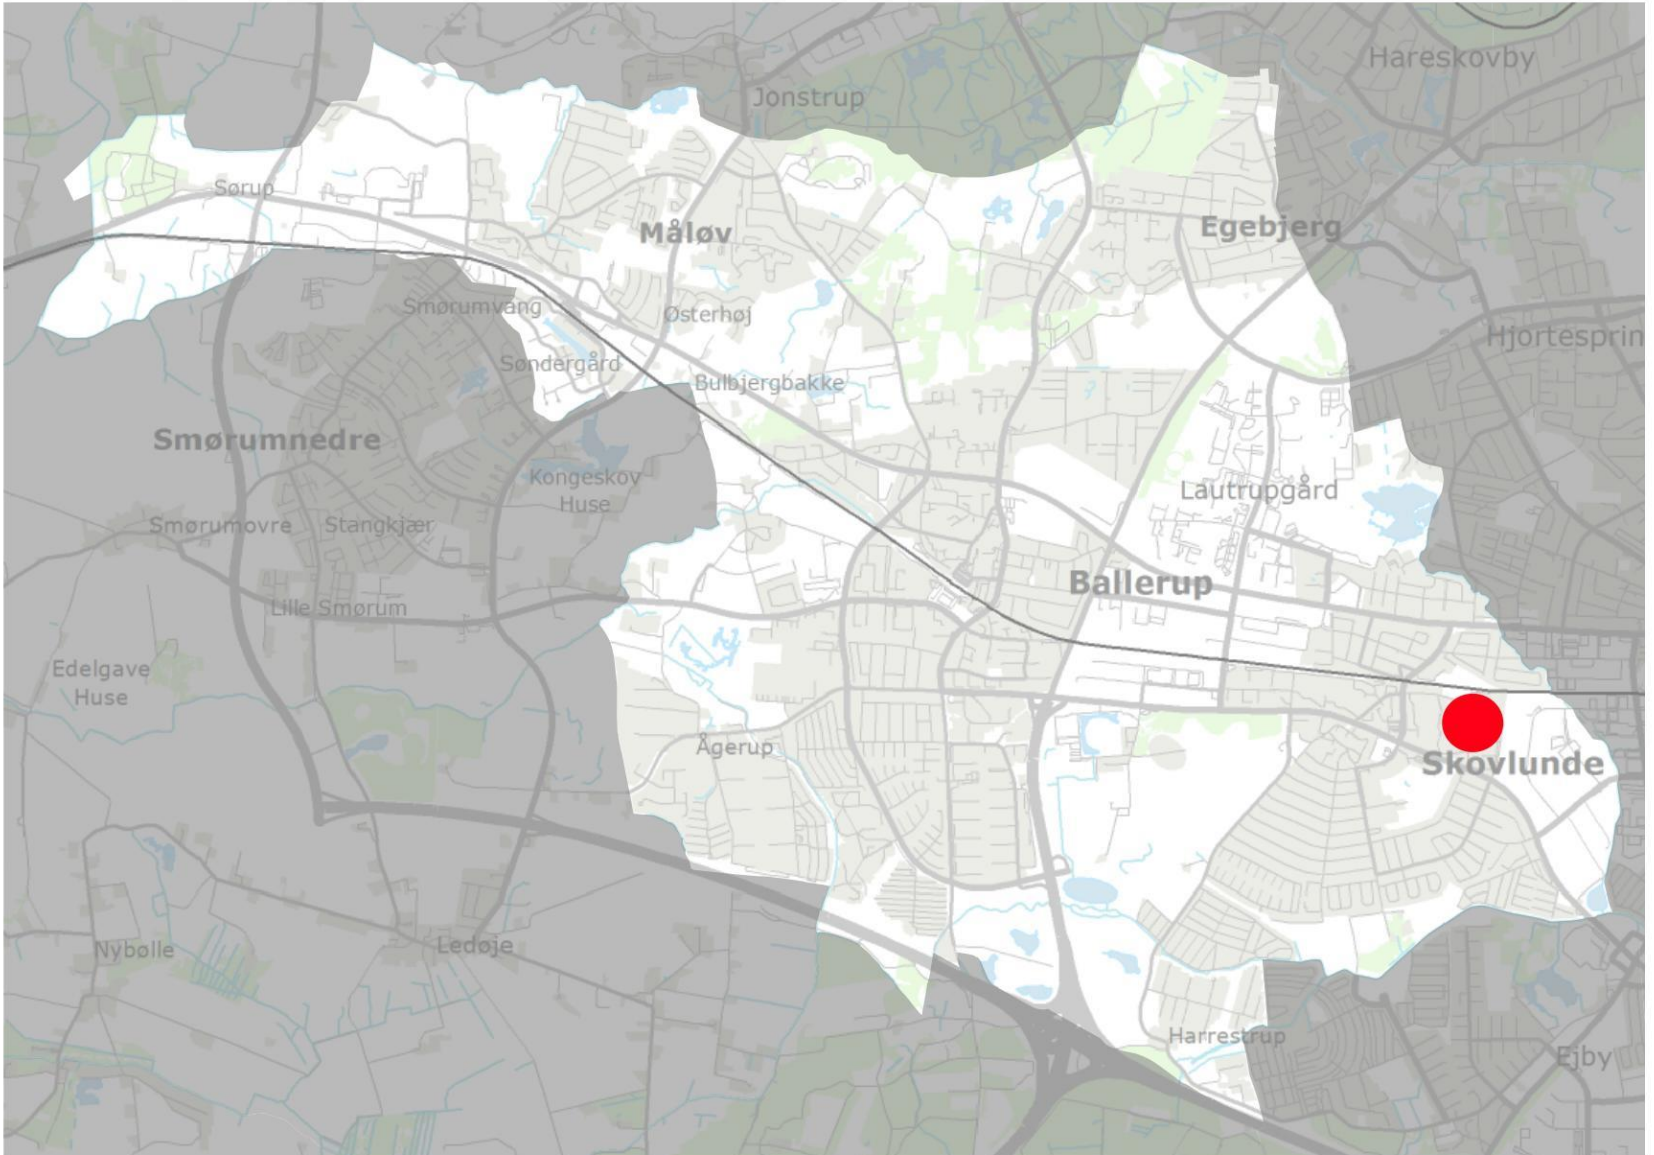 Hareskovby
Jonstrup
Sørup
Måløv
Egebjerg
Smørumvang
Østerhøj
Hjortesprin
Søndergård
Bulbjergbakke
Smørumnedre
Kongeskov
Huse
Lautrupgård
Smørumovre
Stangkjær
Ballerup
Lille Smørum
Edelgave
Huse
Ågerup
Skovlunde
Nybølle
Ledøje
Harrestrup
Ejby